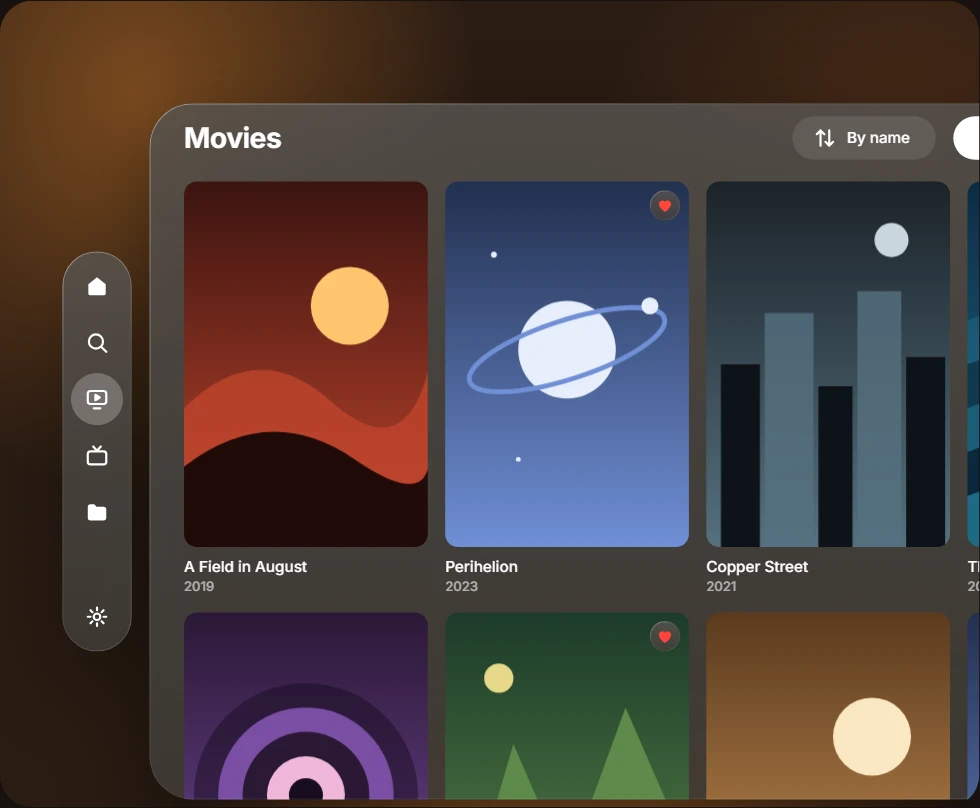 Movies
By name
A Field in August
2019
Perihelion
2023
Copper Street
2021